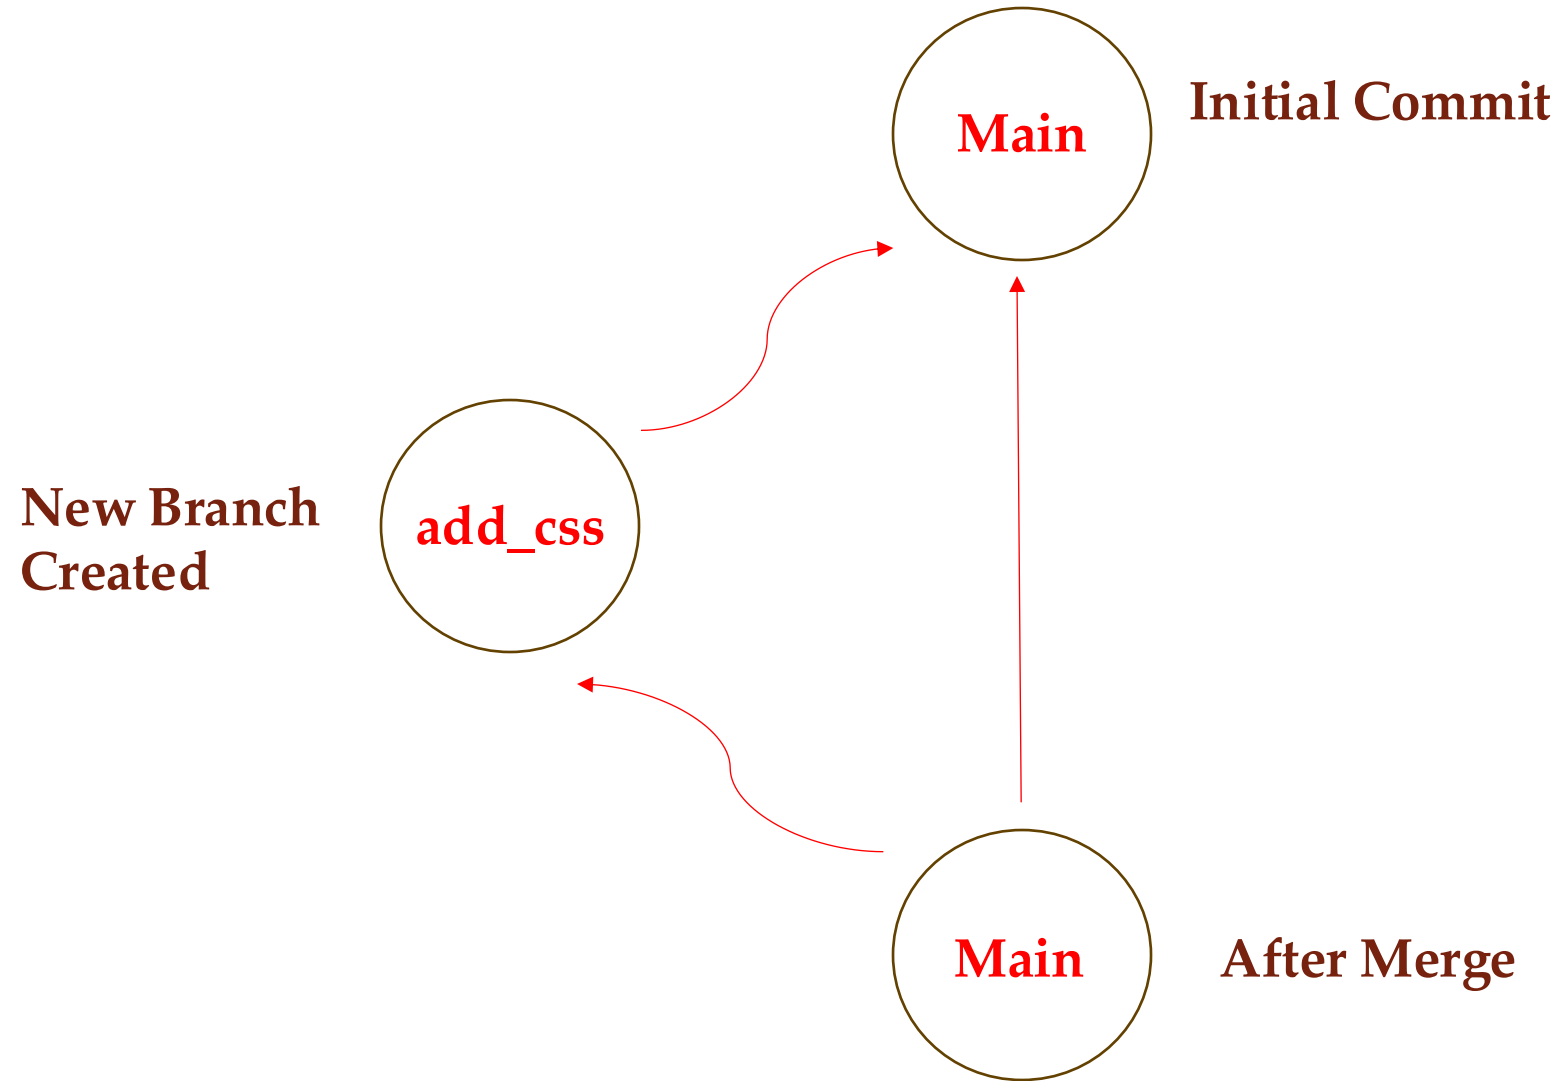 Main
Initial Commit
New Branch
Created
add_css
Main
After Merge